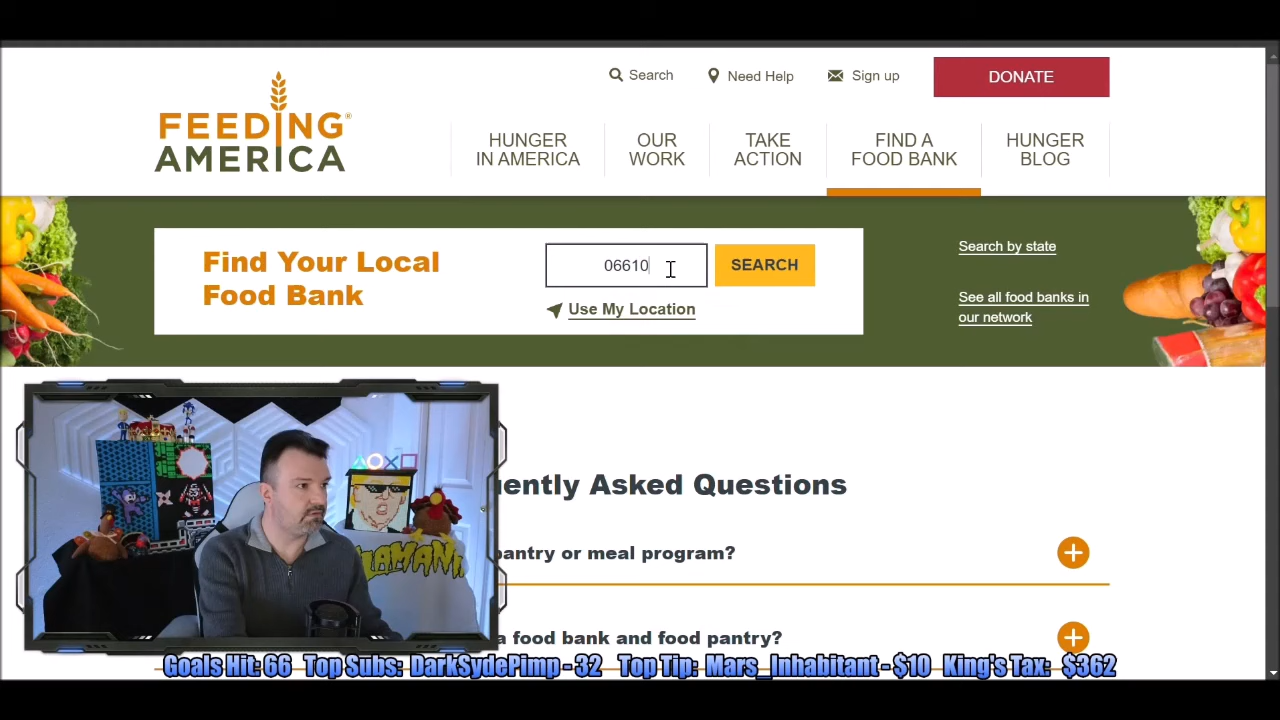 Search
Need Help
Sign up
DONATE
FEEDING®
AMERICA
HUNGER
IN AMERICA
OUR
WORK
TAKE
ACTION
FIND A
FOOD BANK
HUNGER
BLOG
Find Your Local
Food Bank
06610
SEARCH
Use My Location
Search by state
See all food banks in
our network
uently Asked Questions
pantry or meal program?
a food bank and food pantry?
Goals Hit: 66 Top Subs: DarkSydePimp - 32 Top Tip: Mars_Inhabitant - $10 King's Tax: $362